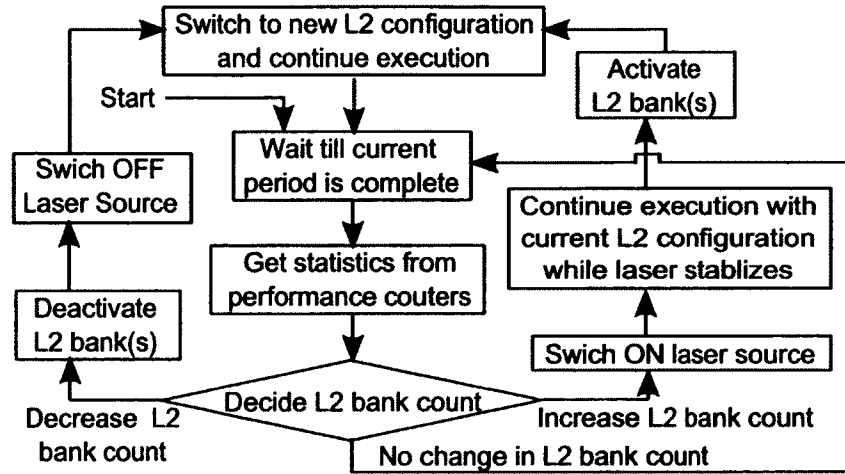 Switch to new L2 configuration
and continue execution
Start
Activate
L2 bank(s)
Wait till current
period is complete
Swich OFF
Laser Source
Continue execution with
current L2 configuration
while laser stablizes
Get statistics from
performance couters
Deactivate
L2 bank(s)
Swich ON laser source
Decide L2 bank count
Decrease L2
bank count
Increase L2 bank count
No change in L2 bank count